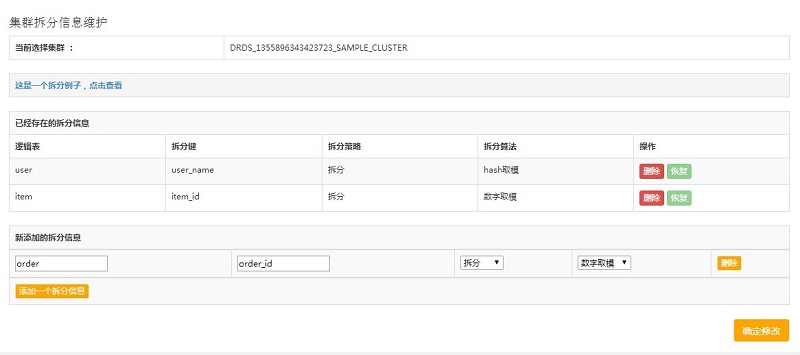 集群拆分信息维护
当前选择集群 ： DRDS_1355896343423723_SAMPLE_CLUSTER
这是一个拆分例子，点击查看
已经存在的拆分信息
逻辑表 拆分键 拆分策略 拆分算法 操作
user user_name 拆分 hash取模 删除 恢复
item item_id 拆分 数字取模 删除 恢复
新添加的拆分信息
order order_id 拆分 数字取模 删除
添加一个拆分信息
确定修改